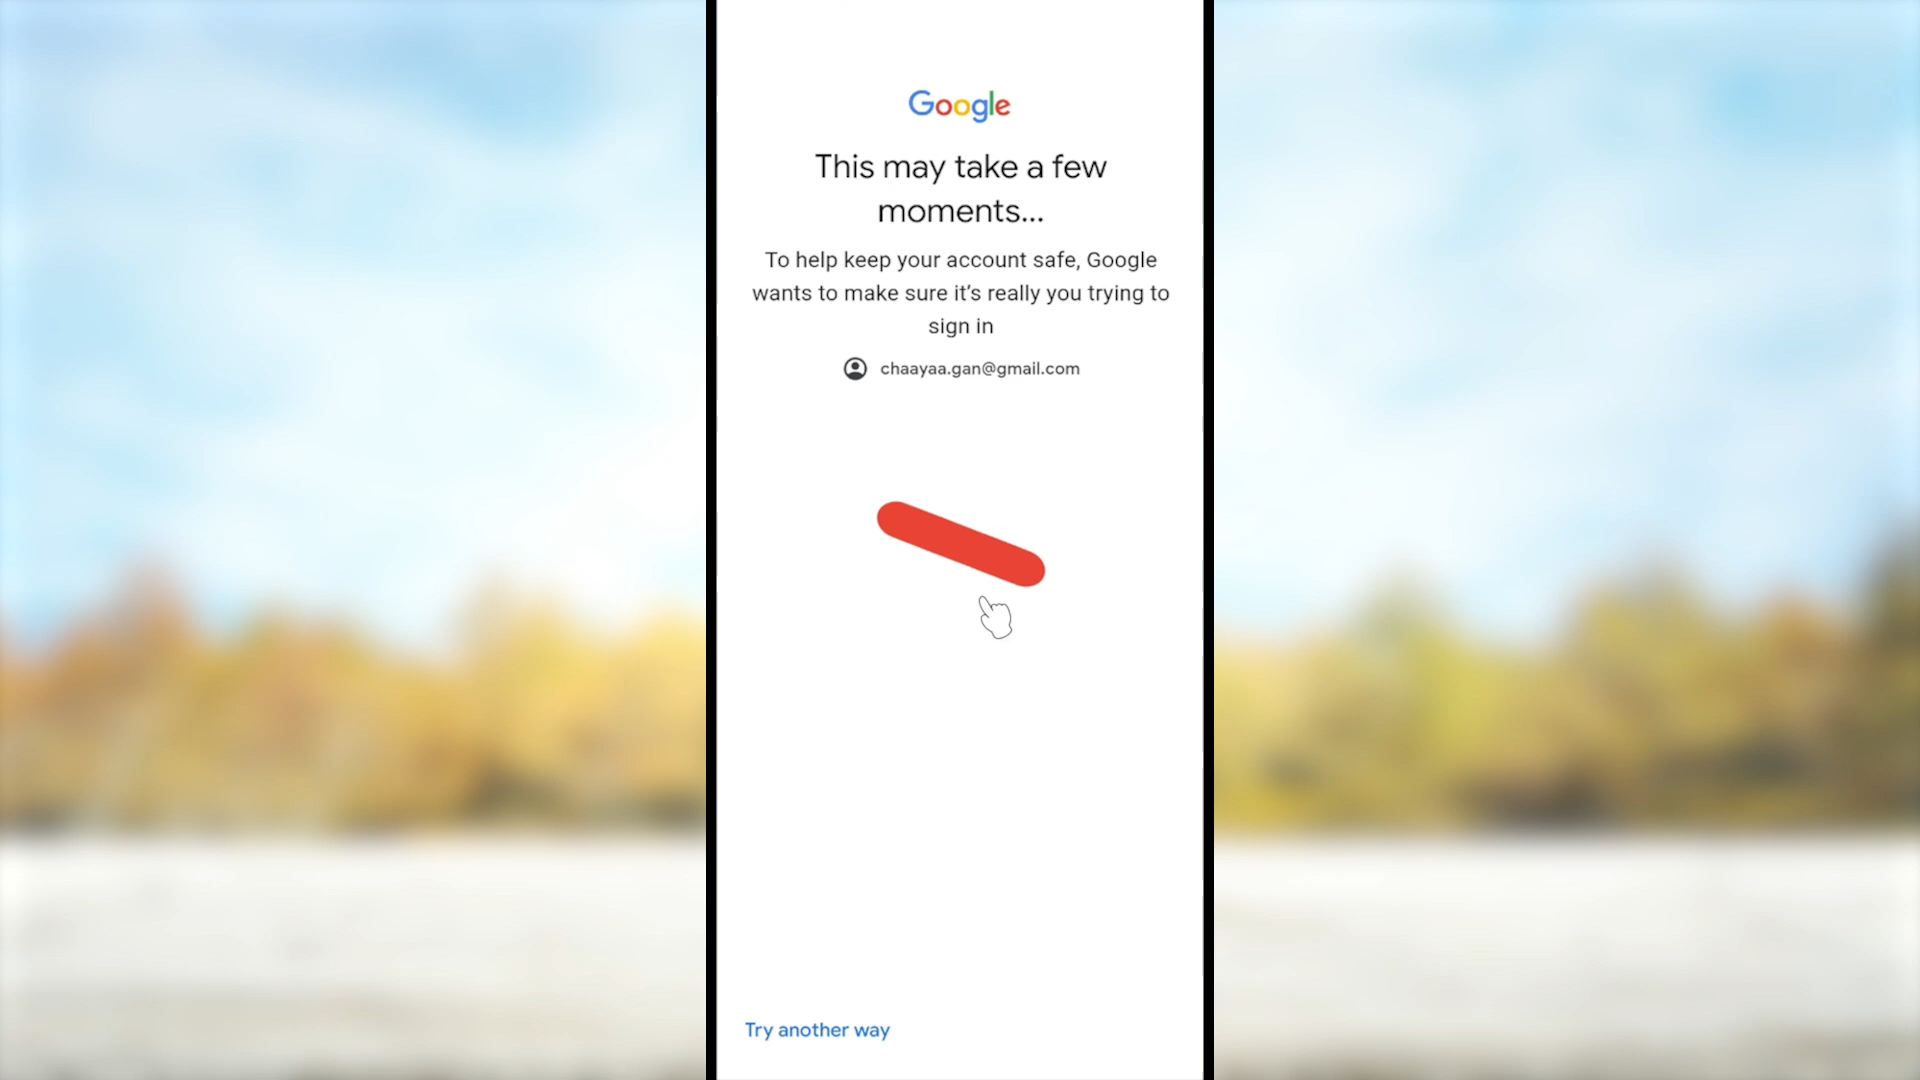 Google
This may take a few
moments...
To help keep your account safe, Google
wants to make sure it's really you trying to
sign in
chaayaa.gan@gmail.com
Try another way